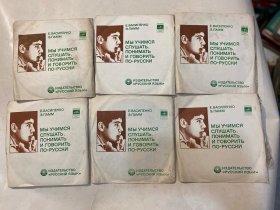 Е.ВАСИЛЕНКО
Э.ЛАММ
МЫ УЧИМСЯ
СЛУШАТЬ,
ПОНИМАТЬ
И ГОВОРИТЬ
ПО-РУССКИ
ИЗДАТЕЛЬСТВО
«РУССКИЙ ЯЗЫК»
Е.ВАСИЛЕНКО
Э.ЛАММ
МЫ УЧИМСЯ
СЛУШАТЬ,
ПОНИМАТЬ
И ГОВОРИТЬ
ПО-РУССКИ
ИЗДАТЕЛЬСТВО
«РУССКИЙ ЯЗЫК»
Е.ВАСИЛЕНКО
Э.ЛАММ
МЫ УЧИМСЯ
СЛУШАТЬ,
ПОНИМАТЬ
И ГОВОРИТЬ
ПО-РУССКИ
ИЗДАТЕЛЬСТВО
«РУССКИЙ ЯЗЫК»
Е.ВАСИЛЕНКО
Э.ЛАММ
МЫ УЧИМСЯ
СЛУШАТЬ,
ПОНИМАТЬ
И ГОВОРИТЬ
ПО-РУССКИ
ИЗДАТЕЛЬСТВО
«РУССКИЙ ЯЗЫК»
Е.ВАСИЛЕНКО
Э.ЛАММ
МЫ УЧИМСЯ
СЛУШАТЬ,
ПОНИМАТЬ
И ГОВОРИТЬ
ПО-РУССКИ
ИЗДАТЕЛЬСТВО
«РУССКИЙ ЯЗЫК»
Е.ВАСИЛЕНКО
Э.ЛАММ
МЫ УЧИМСЯ
СЛУШАТЬ,
ПОНИМАТЬ
И ГОВОРИТЬ
ПО-РУССКИ
ИЗДАТЕЛЬСТВО
«РУССКИЙ ЯЗЫК»